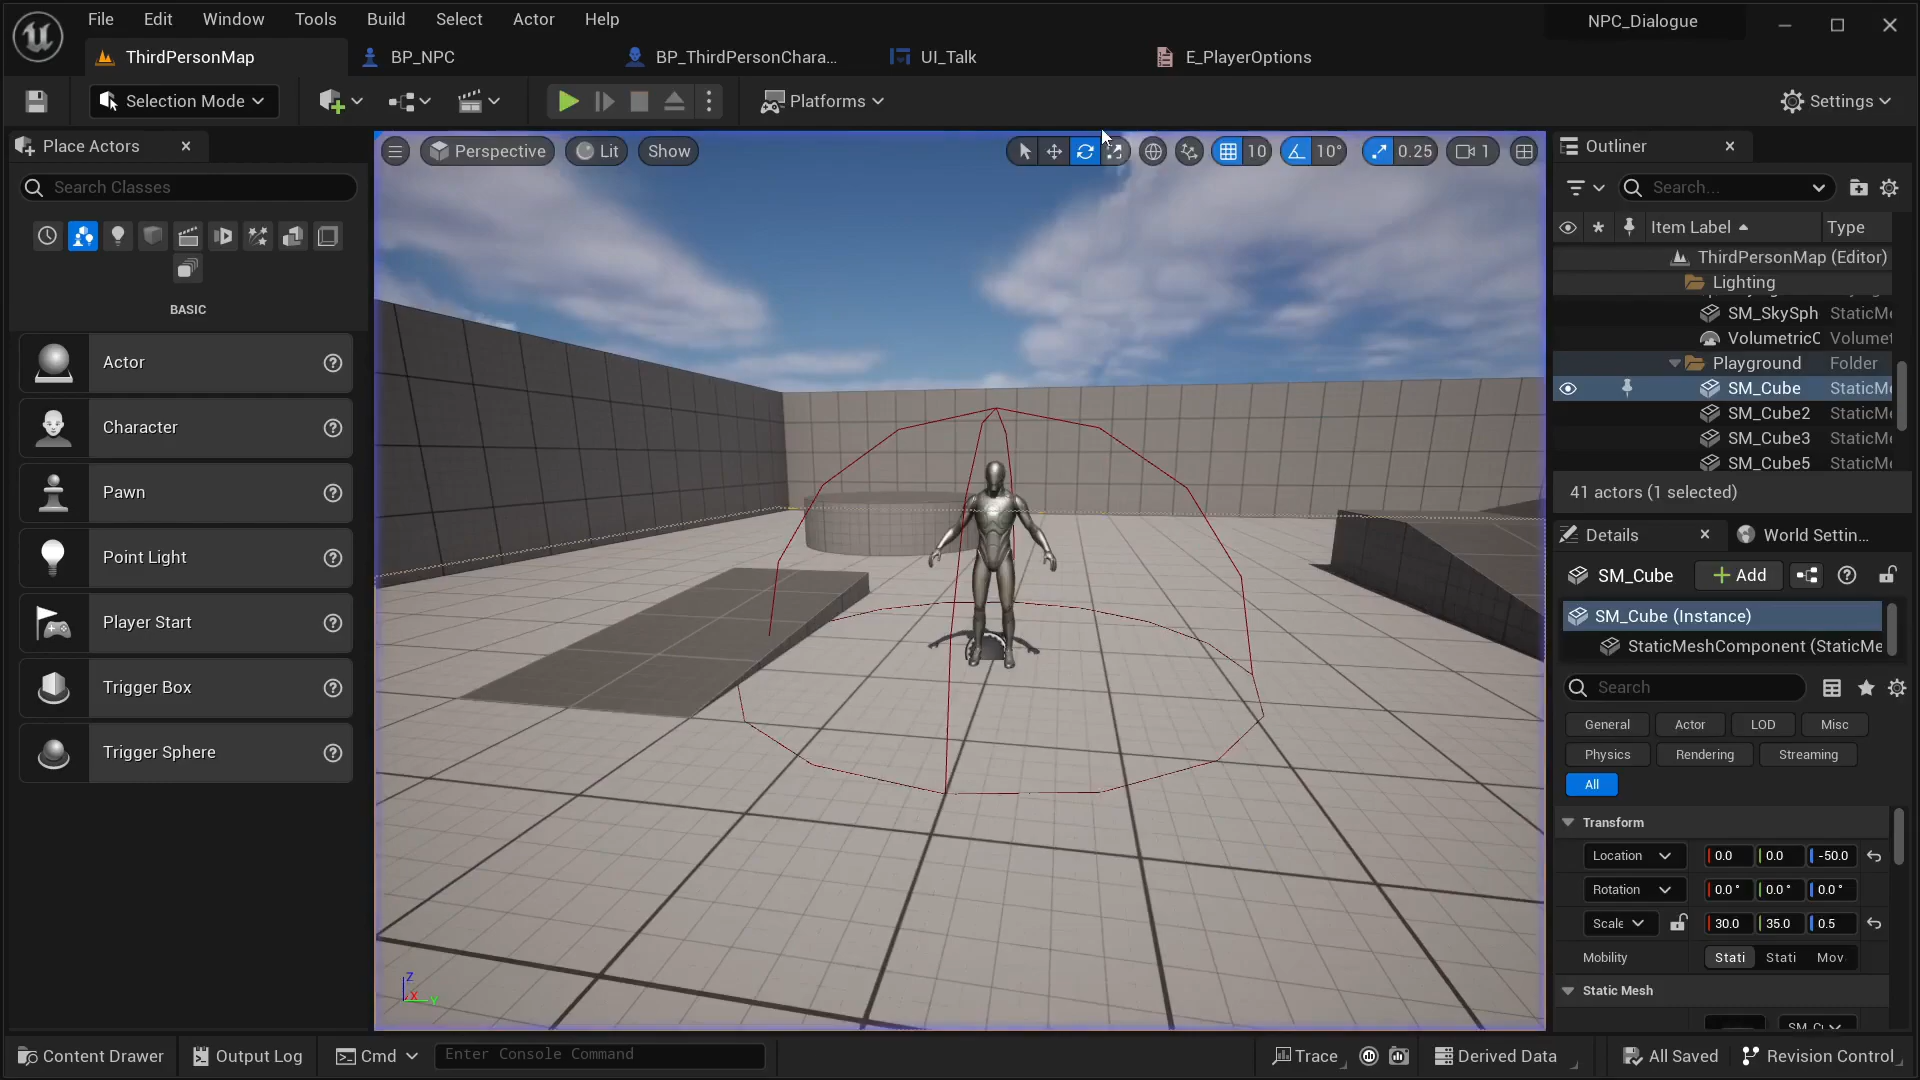 File Edit Window Tools Build Select Actor Help
NPC_Dialogue
ThirdPersonMap
BP_NPC
BP_ThirdPersonChara...
UI_Talk
E_PlayerOptions
Selection Mode
Platforms
Settings
Place Actors
Search Classes
BASIC
Actor
Character
Pawn
Point Light
Player Start
Trigger Box
Trigger Sphere
Perspective
Lit
Show
10
10°
0.25
1
Z
X
Y
Outliner
Search...
Item Label
Type
ThirdPersonMap (Editor)
Lighting
SM_SkySph StaticMe
VolumetricC Volumet
Playground Folder
SM_Cube StaticMe
SM_Cube2 StaticMe
SM_Cube3 StaticMe
SM_Cube5 StaticMe
41 actors (1 selected)
Details
World Settin...
SM_Cube
Add
SM_Cube (Instance)
StaticMeshComponent (StaticMe
Search
General Actor LOD Misc
Physics Rendering Streaming
All
Transform
Location 0.0 0.0 -50.0
Rotation 0.0° 0.0° 0.0°
Scale 30.0 35.0 0.5
Mobility Stati Stati Mov
Static Mesh
Content Drawer
Output Log
Cmd
Enter Console Command
Trace
Derived Data
All Saved
Revision Control